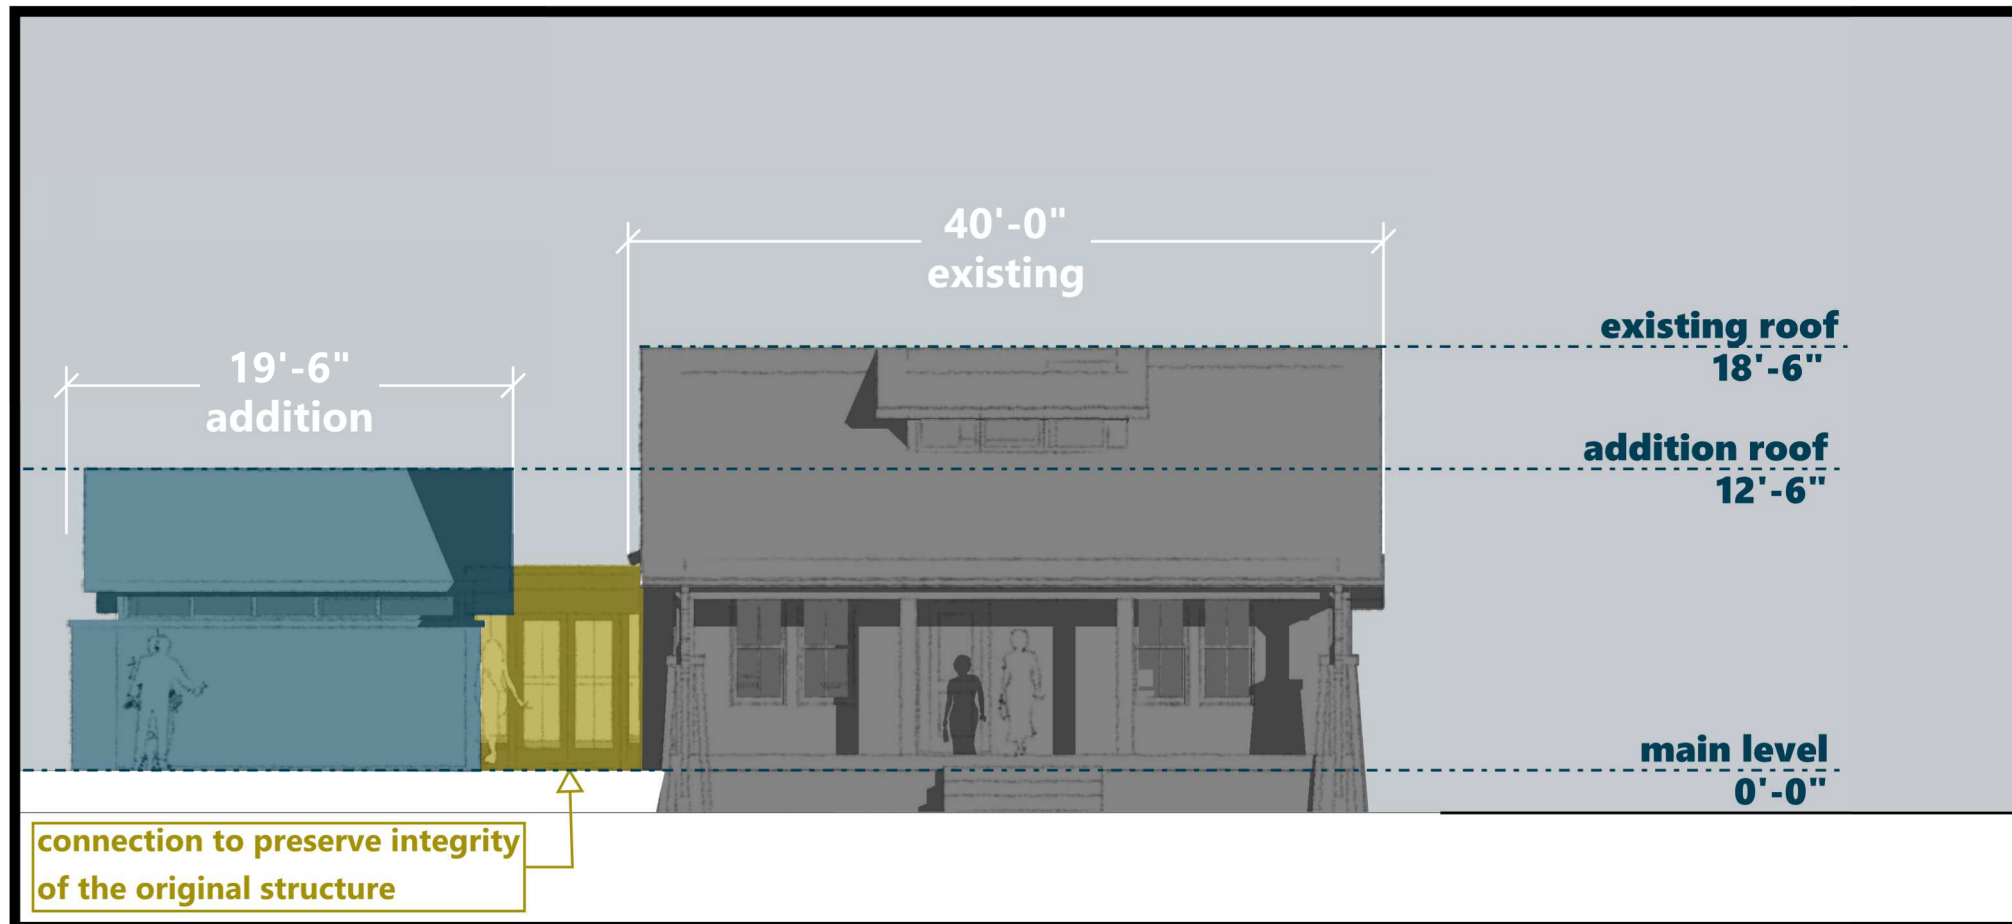 40'-0"
existing
19'-6"
addition
existing roof
18'-6"
addition roof
12'-6"
main level
0'-0"
connection to preserve integrity
of the original structure